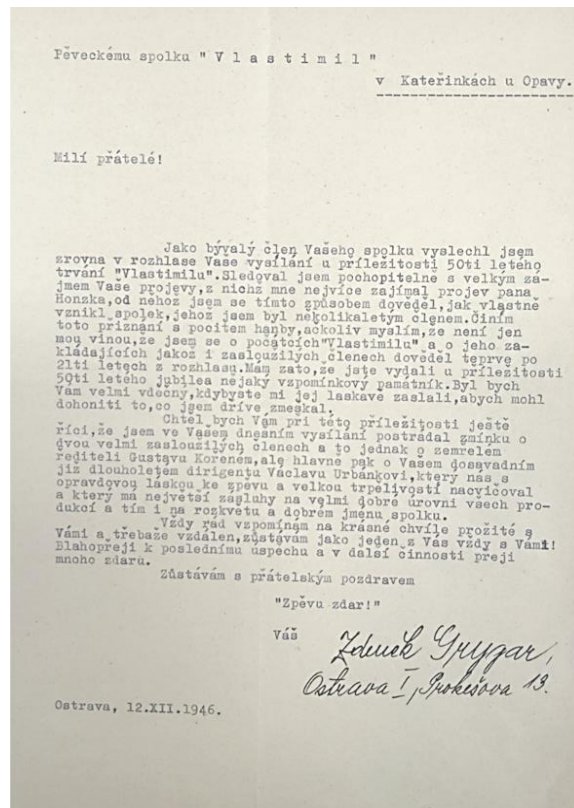 Pěveckému spolku " V l a s t i m i l "
v Kateřinkách u Opavy.
Milí přátelé!
Jako bývalý člen Vašeho spolku vyslechl jsem
zrovna v rozhlase Vaše vysílání u příležitosti 50ti letého
trvání "Vlastimilu".Sledoval jsem pochopitelně s velkým zá-
jmem Vaše projevy,z nichž mne nejvíce zajímal projev pana
Honzka,od něhož jsem se tímto způsobem dověděl,jak vlastně
vznikl spolek,jehož jsem byl několikaletým členem.Činím
toto přiznání s pocitem hanby,ačkoliv myslím,že není jen
mou vinou,že jsem se o počátcích"Vlastimilu"a o jeho za-
kládajících jakož i zasloužilých členech dověděl teprve po
21ti letech z rozhlasu.Mám zato,že jste vydali u příležitosti
50ti letého jubilea nějaký vzpomínkový památník.Byl bych
Vám velmi vděčný,kdybyste mi jej laskavě zaslali,abych mohl
dohoniti to,co jsem dříve zmeškal.
Chtěl bych Vám při této příležitosti ještě
říci,že jsem ve Vašem dnešním vysílání postrádal zmínku o
dvou velmi zasloužilých členech a to jednak o zemřelém
řediteli Gustavu Kořenem,ale hlavně pak o Vašem dosavadním
již dlouholetém dirigentu Václavu Urbánkovi,který nás s
opravdovou láskou ke zpěvu a velkou trpělivostí nacvičoval
a který má největší zásluhy na velmi dobré úrovni všech pro-
dukcí a tím i na rozkvětu a dobrém jménu spolku.
Vždy rád vzpomínám na krásné chvíle prožité s
Vámi a třebaže vzdálen,zůstávám jako jeden z Vás vždy s Vámi!
Blahopřeji k poslednímu úspěchu a v další činnosti přeji
mnoho zdaru.
Zůstávám s přátelským pozdravem
"Zpěvu zdar!"
Váš
Zdeněk Grygar,
Ostrava I, Prokešova 13.
Ostrava, 12.XII.1946.